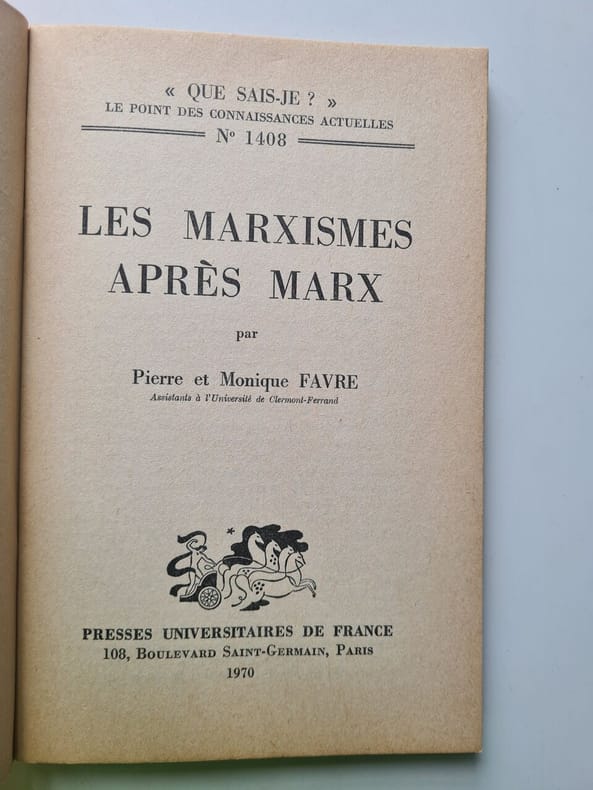 « QUE SAIS-JE ? »
LE POINT DES CONNAISSANCES ACTUELLES
Nº 1408
LES MARXISMES
APRÈS MARX
par
Pierre et Monique FAVRE
Assistants à l'Université de Clermont-Ferrand
PRESSES UNIVERSITAIRES DE FRANCE
108, BOULEVARD SAINT-GERMAIN, PARIS
1970